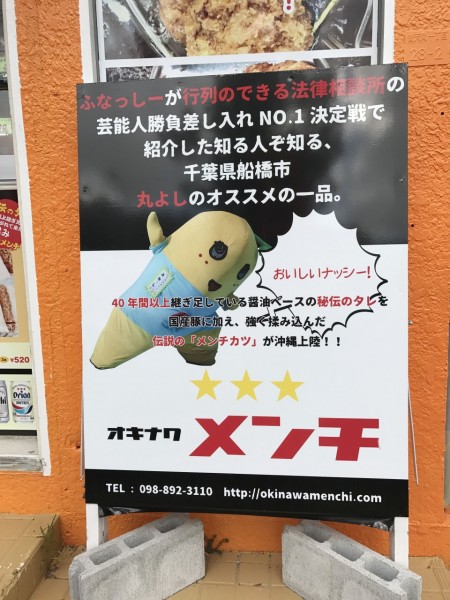 ふなっしーが行列のできる法律相談所の
芸能人勝負差し入れNO.1決定戦で
紹介した知る人ぞ知る、
千葉県船橋市
丸よしのオススメの一品。
おいしいナッシー!
40年間以上継ぎ足している醤油ベースの秘伝のタレを
国産豚に加え、強く揉み込んだ
伝説の「メンチカツ」が沖縄上陸!!
オキナワ メンチ
TEL : 098-892-3110 http://okinawamenchi.com
¥520
Orion